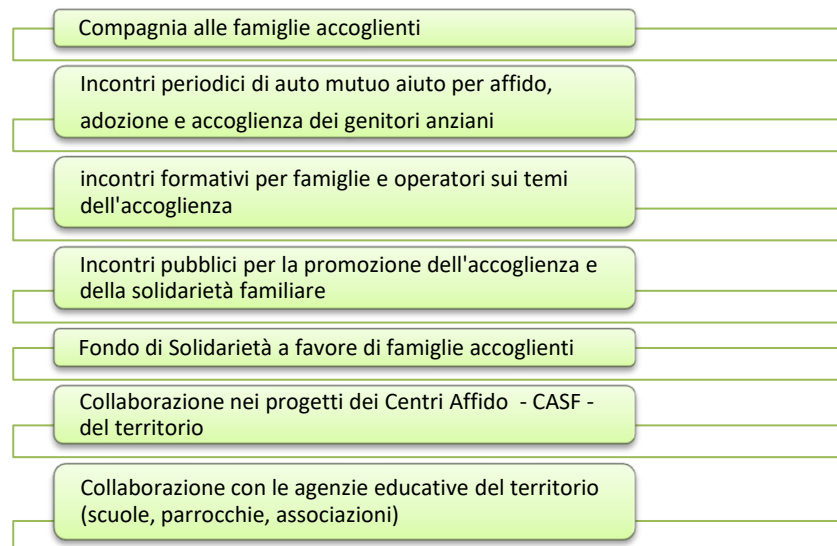 Compagnia alle famiglie accoglienti
Incontri periodici di auto mutuo aiuto per affido,
adozione e accoglienza dei genitori anziani
incontri formativi per famiglie e operatori sui temi
dell'accoglienza
Incontri pubblici per la promozione dell'accoglienza e
della solidarietà familiare
Fondo di Solidarietà a favore di famiglie accoglienti
Collaborazione nei progetti dei Centri Affido - CASF -
del territorio
Collaborazione con le agenzie educative del territorio
(scuole, parrocchie, associazioni)